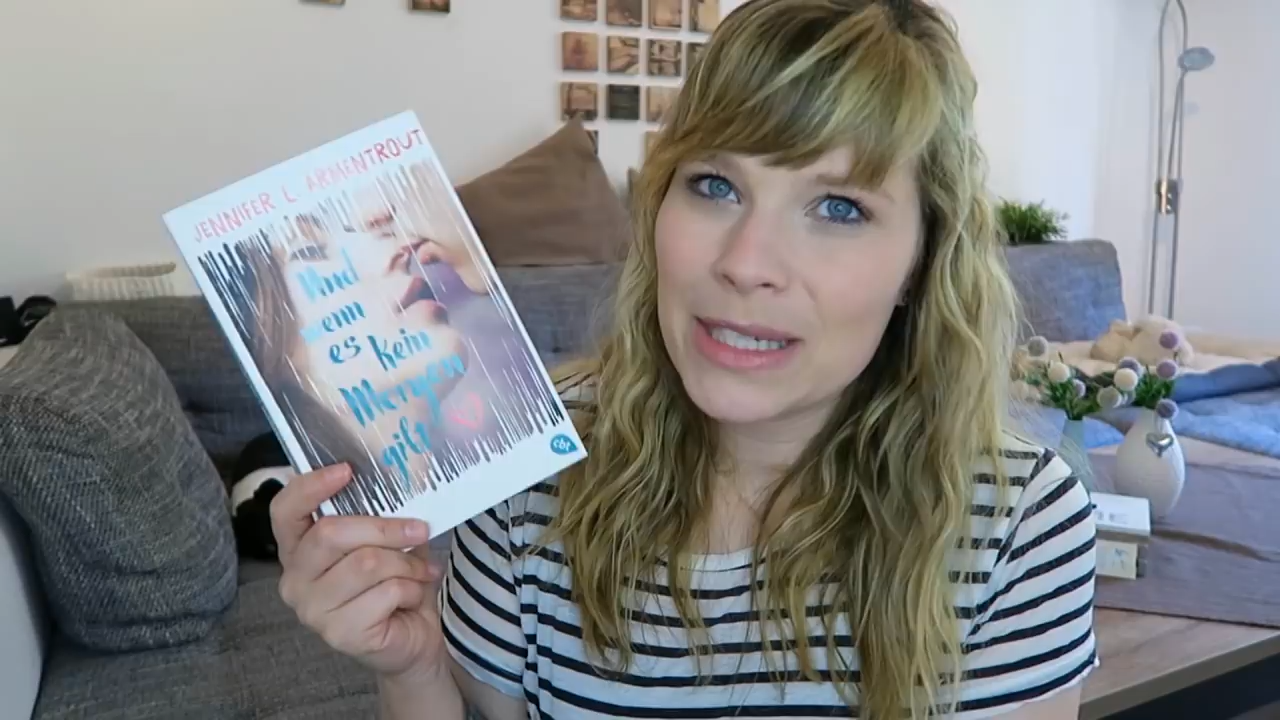 JENNIFER L. ARMENTROUT
Und
wenn
es kein
Morgen
gibt
cbt